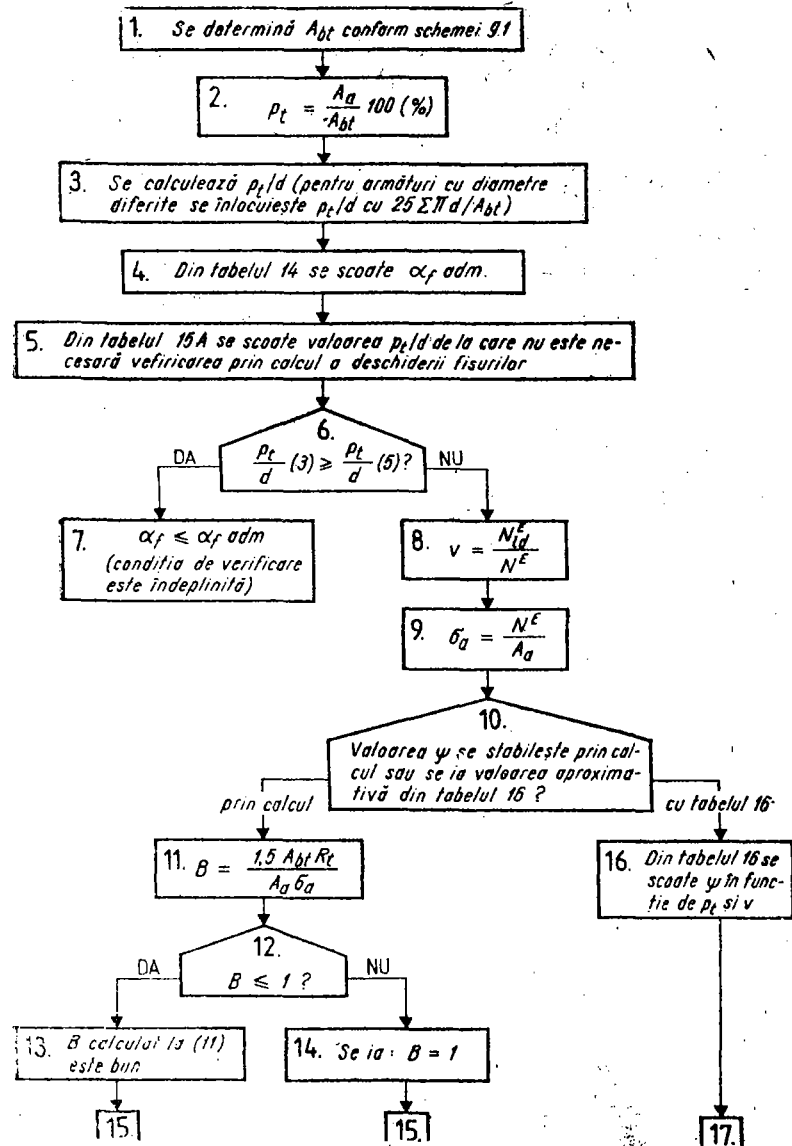 1. Se datermină A_bt conform schemei 9.1
2. p_t = A_a / A_bt 100 (%)
3. Se calculează p_t/d (pentru armături cu diametre
diferite se înlocuiește p_t/d cu 25 Σπd/A_bt)
4. Din tabelul 14 se scoate α_f adm.
5. Din tabelul 15A se scoate valoarea p_t/d de la care nu este ne-
cesară vefiricarea prin calcul a deschiderii fisurilor
6.
p_t/d (3) ⩾ p_t/d (5)?
DA
NU
7. α_f ⩽ α_f adm
(condiția de verificare
este îndeplinită)
8. ν = N_ld^E / N^E
9. σ_a = N^E / A_a
10.
Valoarea ψ se stabilește prin cal-
cul sau se ia valoarea aproxima-
tivă din tabelul 16 ?
prin calcul
cu tabelul 16
11. B = 1,5 A_bt R_t / A_a σ_a
16. Din tabelul 16 se
scoate ψ în func-
ție de p_t și ν
12.
B ⩽ 1 ?
DA
NU
13. B calculat la (11)
este bun
14. Se ia : B = 1
15.
15.
17.